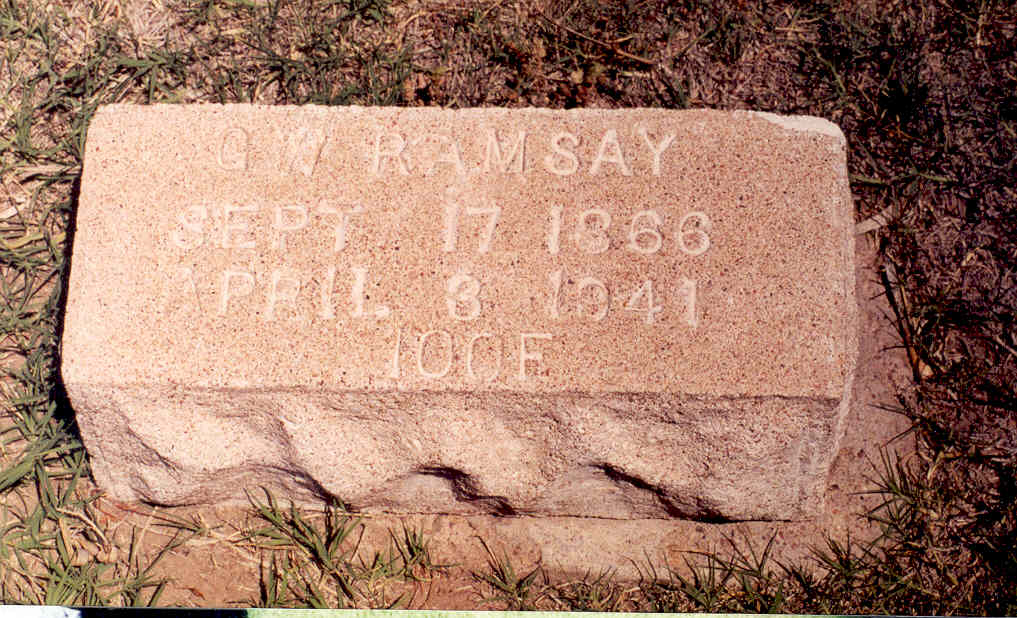 G W RAMSAY
SEPT 17 1866
APRIL 3 1941
IOOF